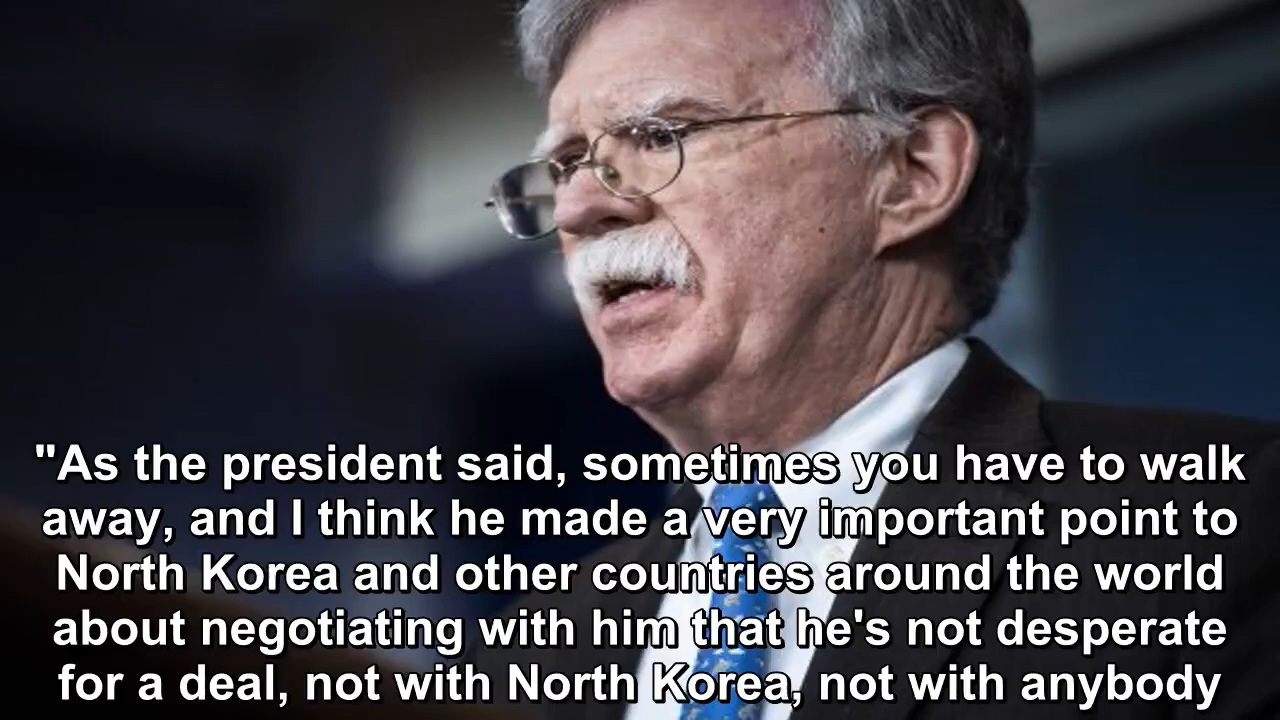 "As the president said, sometimes you have to walk
away, and I think he made a very important point to
North Korea and other countries around the world
about negotiating with him that he's not desperate
for a deal, not with North Korea, not with anybody